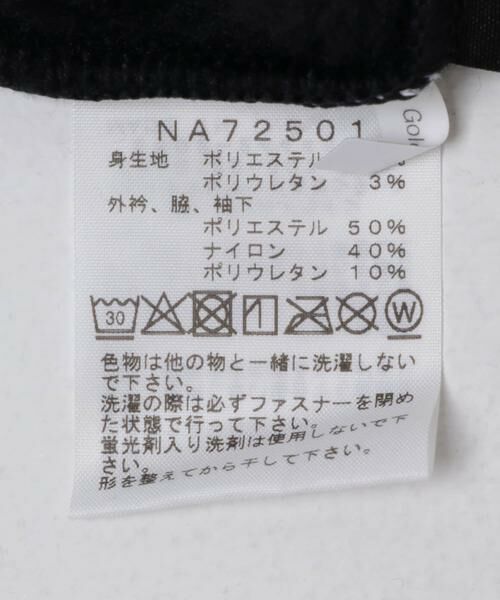 NA72501
Gol
身生地 ポリエステル %
ポリウレタン 3%
外衿、脇、袖下
ポリエステル 50%
ナイロン 40%
ポリウレタン 10%
30 W
色物は他の物と一緒に洗濯しない
で下さい。
洗濯の際は必ずファスナーを閉め
た状態で行って下さい。
蛍光剤入り洗剤は使用しないで下
形を整えてから干して下さい。